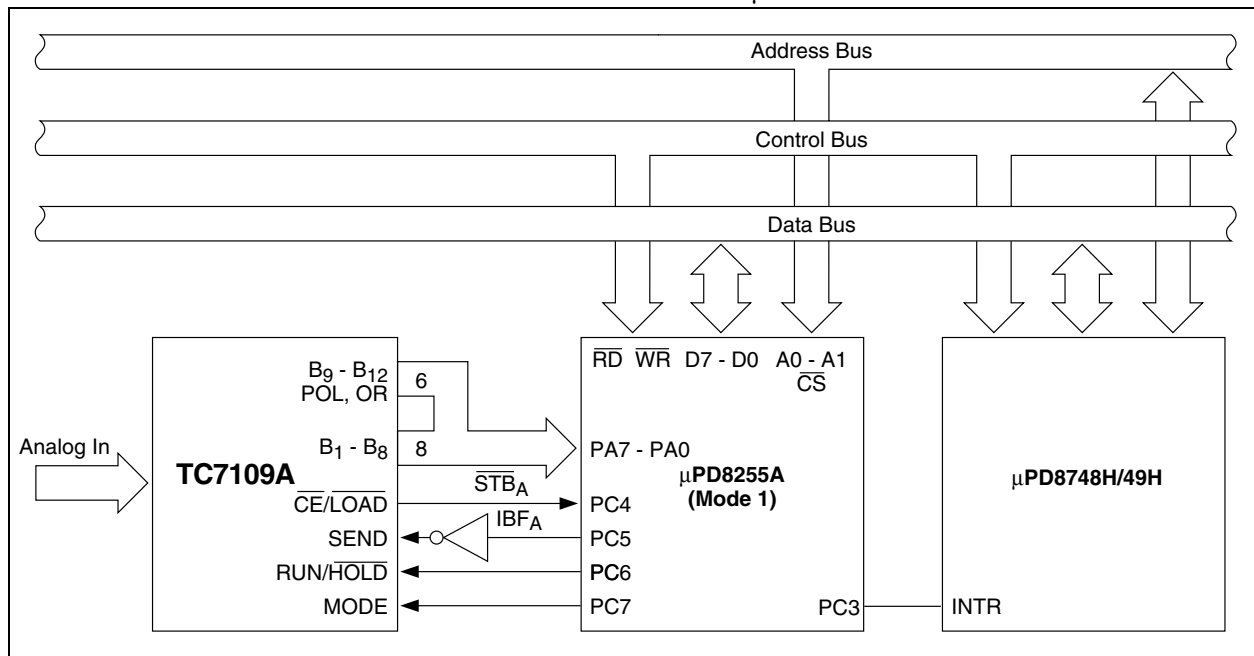 Address Bus
Control Bus
Data Bus
Analog In
TC7109A
B9 - B12
POL, OR
6
B1 - B8
8
CE/LOAD
SEND
RUN/HOLD
MODE
STBA
IBFA
RD WR D7 - D0 A0 - A1
CS
PA7 - PA0
μPD8255A
(Mode 1)
PC4
PC5
PC6
PC7
PC3
μPD8748H/49H
INTR